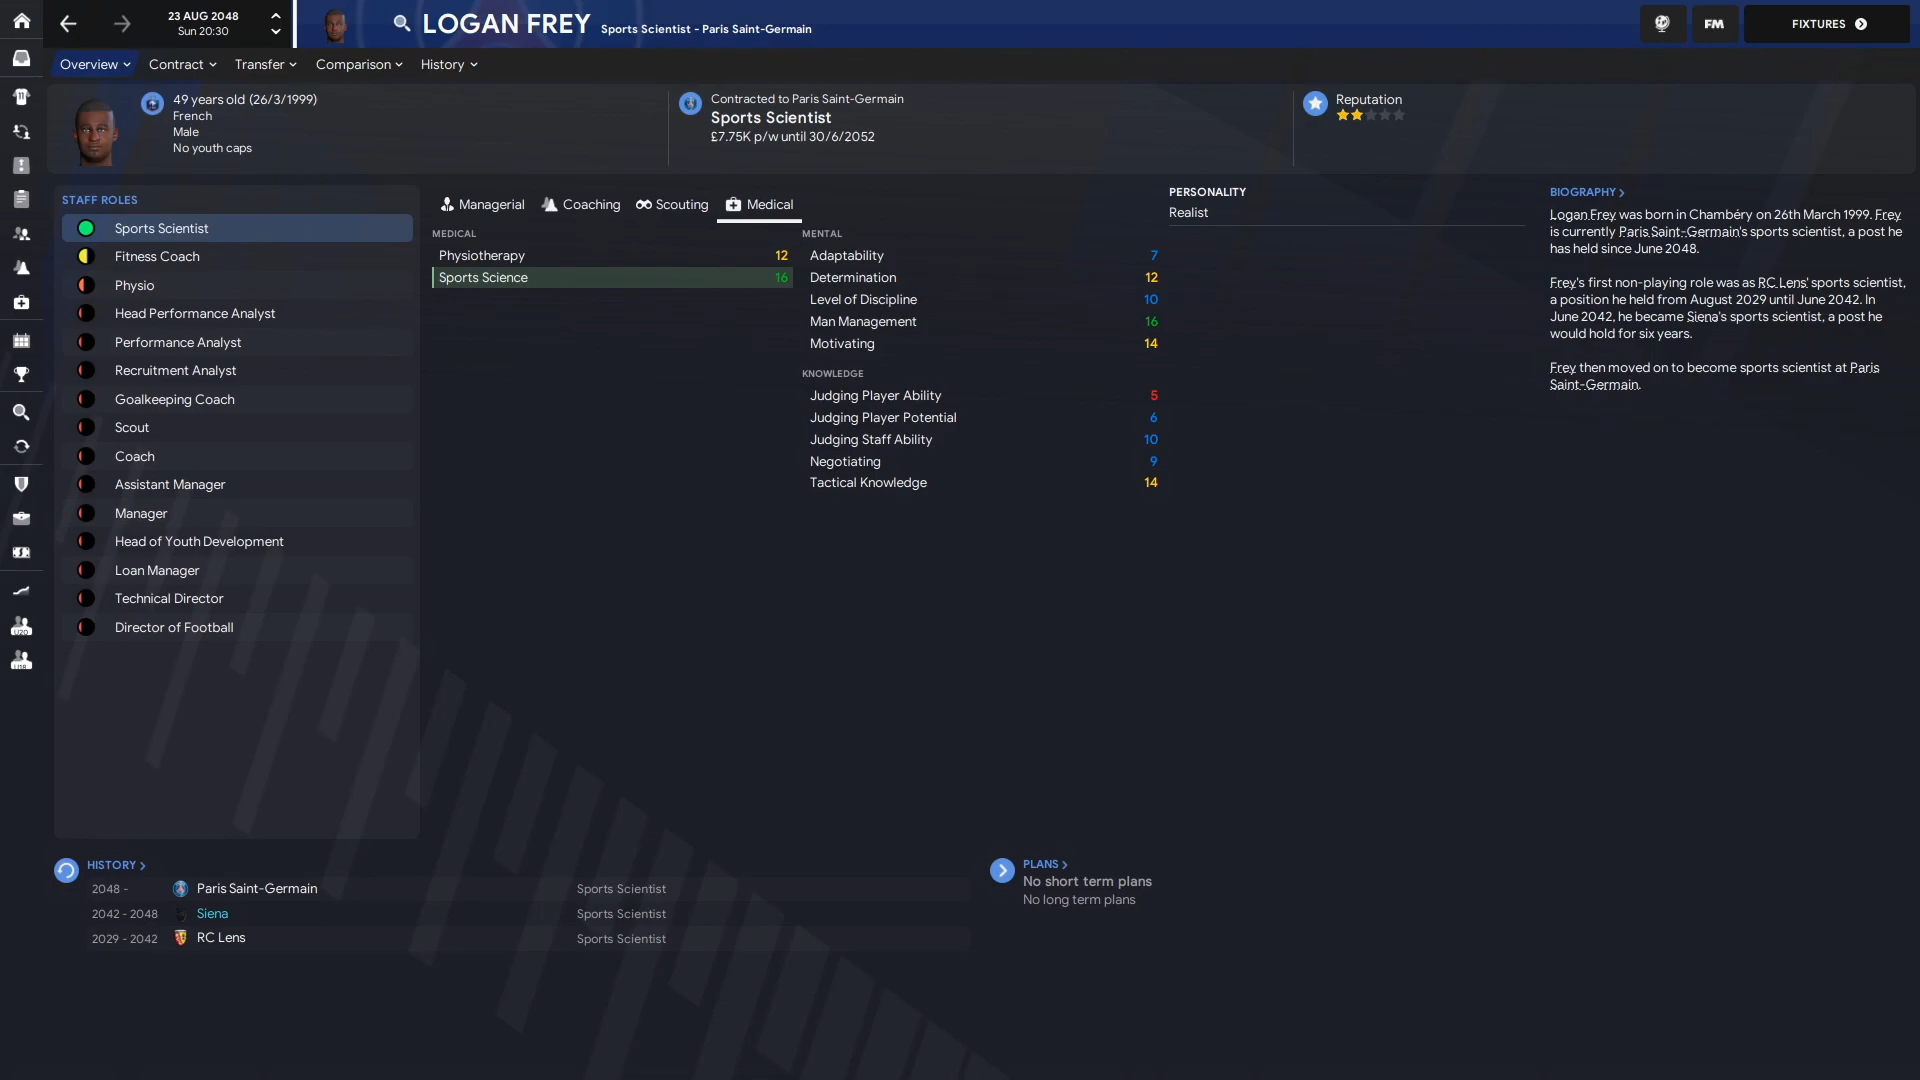 23 AUG 2048
Sun 20:30
LOGAN FREY Sports Scientist - Paris Saint-Germain
FM
FIXTURES
Overview
Contract
Transfer
Comparison
History
49 years old (26/3/1999)
French
Male
No youth caps
Contracted to Paris Saint-Germain
Sports Scientist
£7.75K p/w until 30/6/2052
Reputation
STAFF ROLES
Sports Scientist
Fitness Coach
Physio
Head Performance Analyst
Performance Analyst
Recruitment Analyst
Goalkeeping Coach
Scout
Coach
Assistant Manager
Manager
Head of Youth Development
Loan Manager
Technical Director
Director of Football
Managerial
Coaching
Scouting
Medical
MEDICAL
Physiotherapy 12
Sports Science 16
MENTAL
Adaptability 7
Determination 12
Level of Discipline 10
Man Management 16
Motivating 14
KNOWLEDGE
Judging Player Ability 5
Judging Player Potential 6
Judging Staff Ability 10
Negotiating 9
Tactical Knowledge 14
PERSONALITY
Realist
BIOGRAPHY
Logan Frey was born in Chambéry on 26th March 1999. Frey
is currently Paris Saint-Germain's sports scientist, a post he
has held since June 2048.
Frey's first non-playing role was as RC Lens' sports scientist,
a position he held from August 2029 until June 2042. In
June 2042, he became Siena's sports scientist, a post he
would hold for six years.
Frey then moved on to become sports scientist at Paris
Saint-Germain.
HISTORY
2048 - Paris Saint-Germain Sports Scientist
2042 - 2048 Siena Sports Scientist
2029 - 2042 RC Lens Sports Scientist
PLANS
No short term plans
No long term plans
11
U20
U18